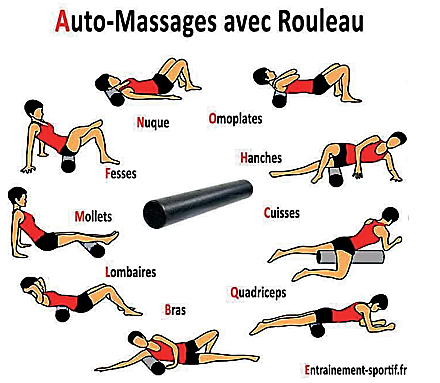 Auto-Massages avec Rouleau
Nuque
Omoplates
Fesses
Hanches
Mollets
Cuisses
Lombaires
Bras
Quadriceps
Entrainement-sportif.fr